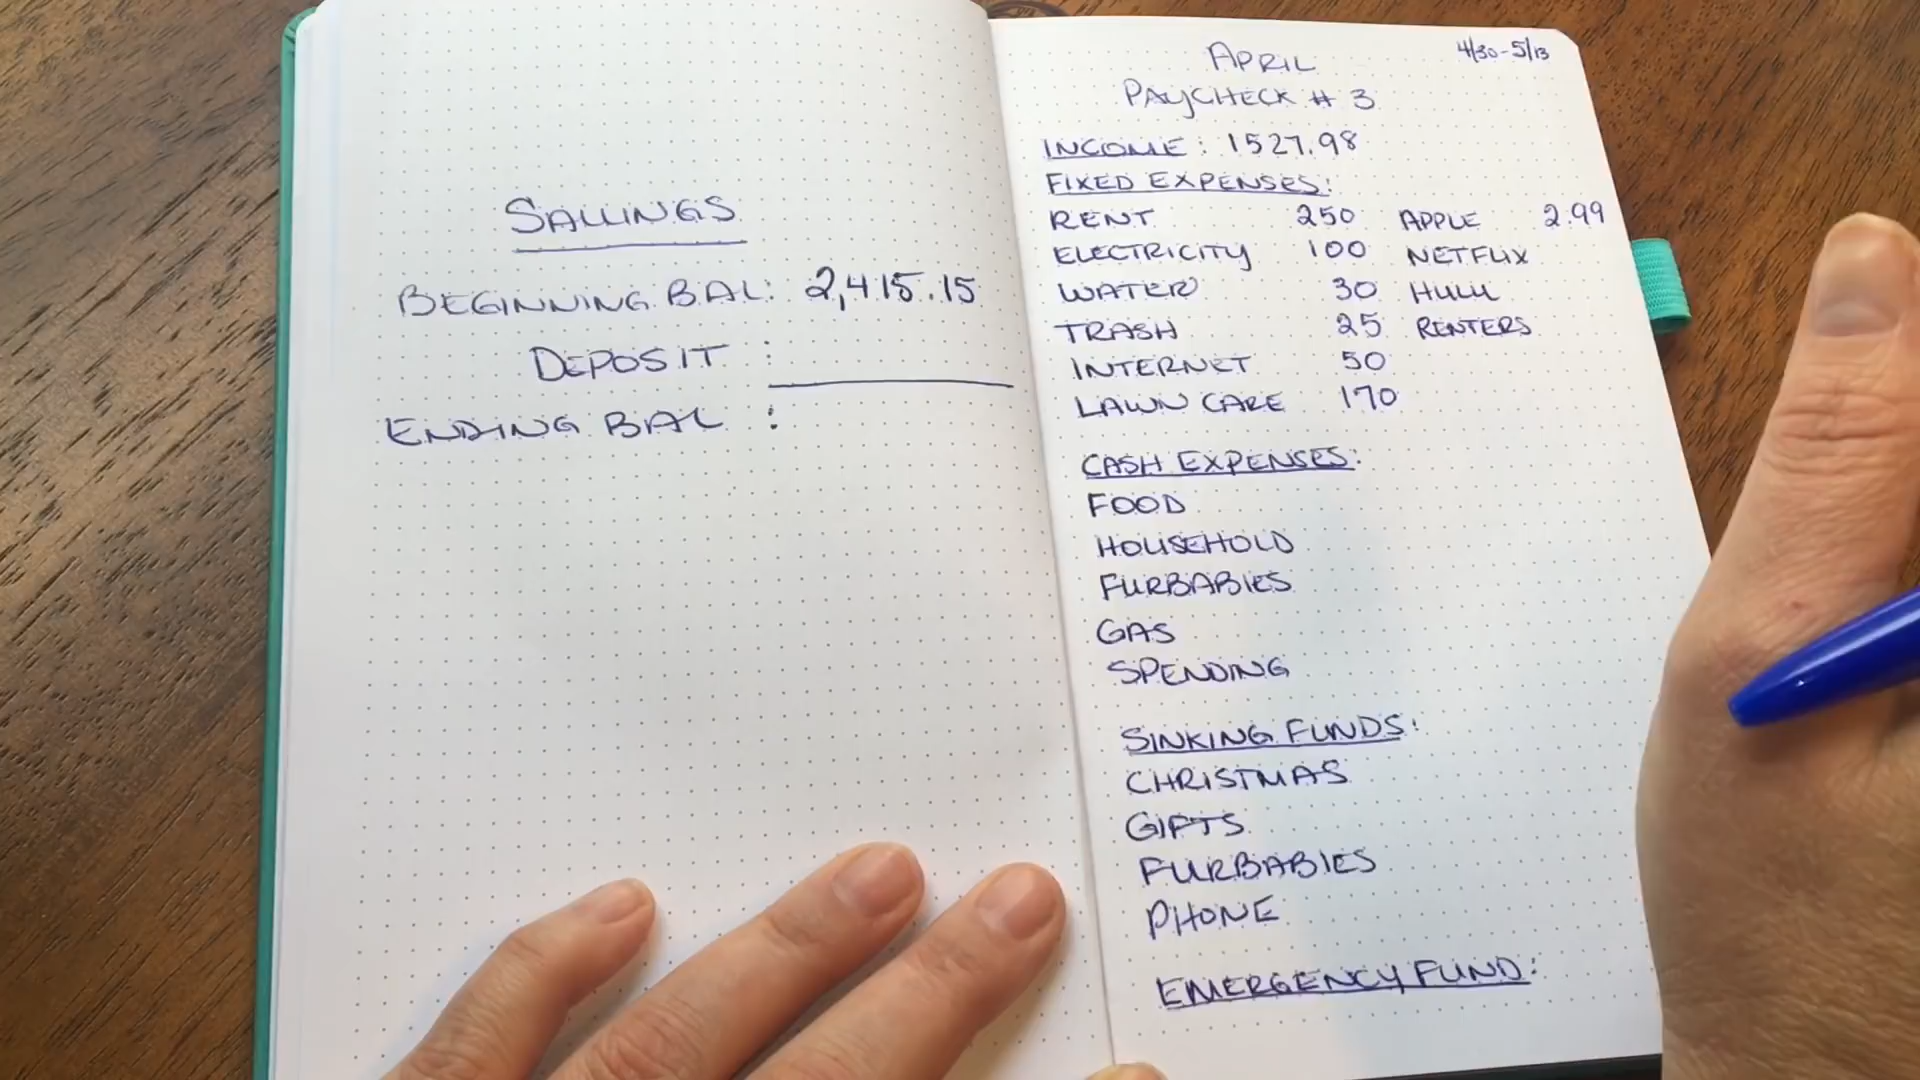 SAVINGS
BEGINNING BAL: 2,415.15
DEPOSIT :
ENDING BAL :
APRIL 4/30-5/13
PAYCHECK # 3
INCOME: 1527.98
FIXED EXPENSES:
RENT 250 APPLE 2.99
ELECTRICITY 100 NETFLIX
WATER 30 HULU
TRASH 25 RENTERS
INTERNET 50
LAWN CARE 170
CASH EXPENSES:
FOOD
HOUSEHOLD
FURBABIES
GAS
SPENDING
SINKING FUNDS:
CHRISTMAS
GIFTS
FURBABIES
PHONE
EMERGENCY FUND: